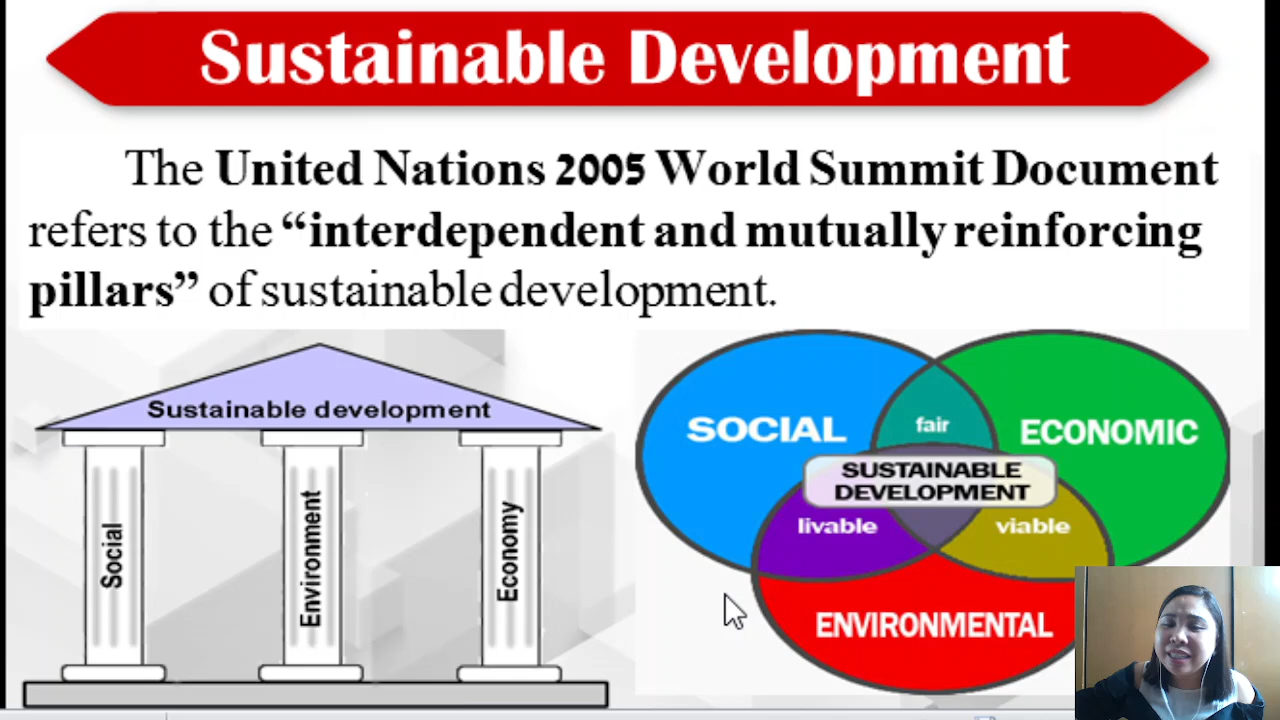 Sustainable Development
The United Nations 2005 World Summit Document
refers to the “interdependent and mutually reinforcing
pillars” of sustainable development.
Sustainable development
Social
Environment
Economy
SOCIAL
fair
ECONOMIC
SUSTAINABLE
DEVELOPMENT
livable
viable
ENVIRONMENTAL